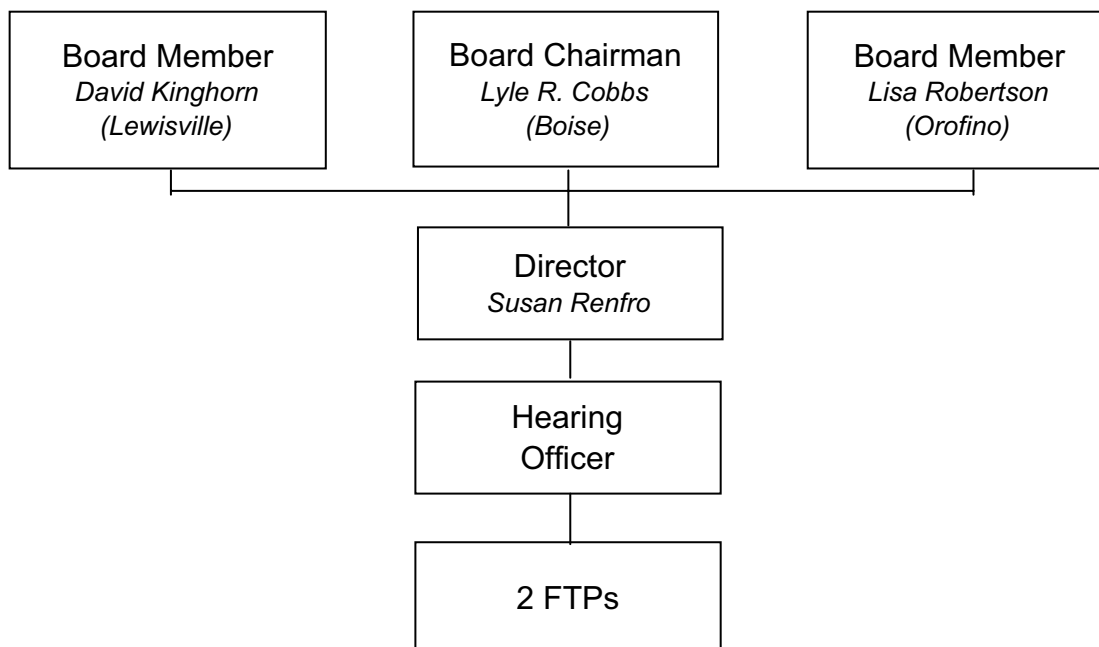 Board Member
David Kinghorn
(Lewisville)
Board Chairman
Lyle R. Cobbs
(Boise)
Board Member
Lisa Robertson
(Orofino)
Director
Susan Renfro
Hearing
Officer
2 FTPs